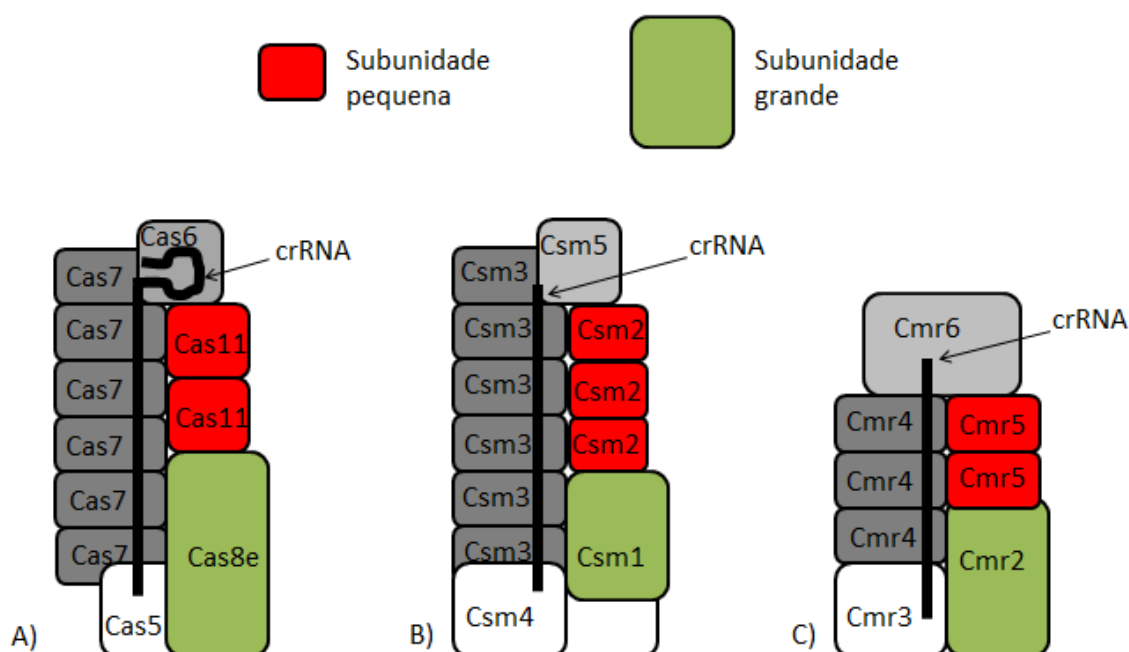 Subunidade
pequena
Subunidade
grande
Cas6
crRNA
Cas7
Cas7
Cas7
Cas7
Cas7
Cas7
Cas11
Cas11
Cas8e
Cas5
A)
Csm5
crRNA
Csm3
Csm3
Csm3
Csm3
Csm3
Csm3
Csm2
Csm2
Csm2
Csm1
Csm4
B)
Cmr6
crRNA
Cmr4
Cmr4
Cmr4
Cmr5
Cmr5
Cmr2
Cmr3
C)